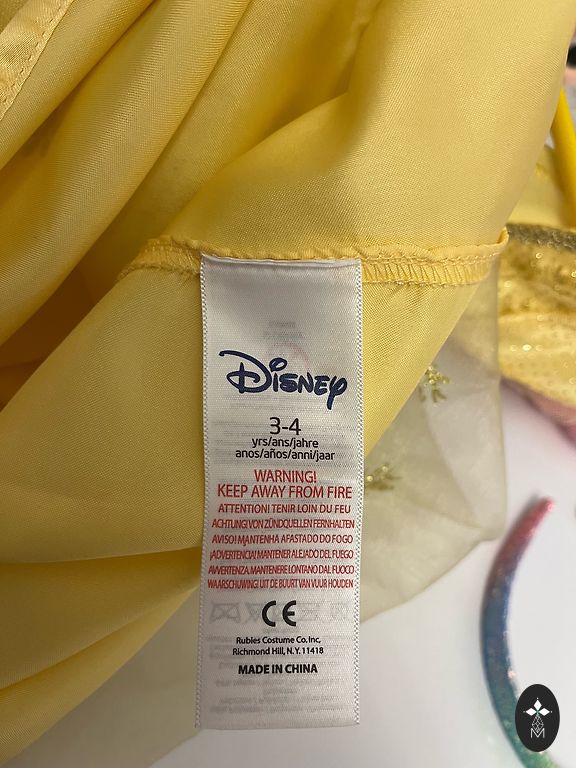 Disney
3-4
yrs/ans/jahre
anos/años/anni/jaar
WARNING!
KEEP AWAY FROM FIRE
ATTENTION! TENIR LOIN DU FEU
ACHTUNG! VON ZÜNDQUELLEN FERNHALTEN
AVISO! MANTENHA AFASTADO DO FOGO
¡ADVERTENCIA! MANTENER ALEJADO DEL FUEGO
AVVERTENZA. MANTENERE LONTANO DAL FUOCO
WAARSCHUWING! UIT DE BUURT VAN VUUR HOUDEN
CE
Rubies Costume Co. Inc,
Richmond Hill, N.Y. 11418
MADE IN CHINA
M